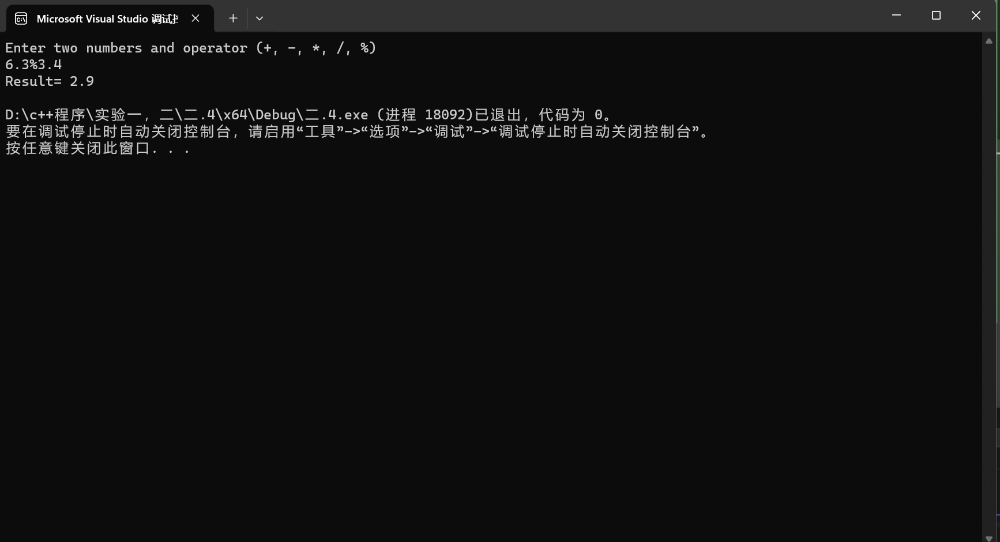 Microsoft Visual Studio 调试
Enter two numbers and operator (+, -, *, /, %)
6.3%3.4
Result= 2.9
D:\c++程序\实验一，二\二.4\x64\Debug\二.4.exe (进程 18092)已退出，代码为 0。
要在调试停止时自动关闭控制台，请启用“工具”->“选项”->“调试”->“调试停止时自动关闭控制台”。
按任意键关闭此窗口. . .